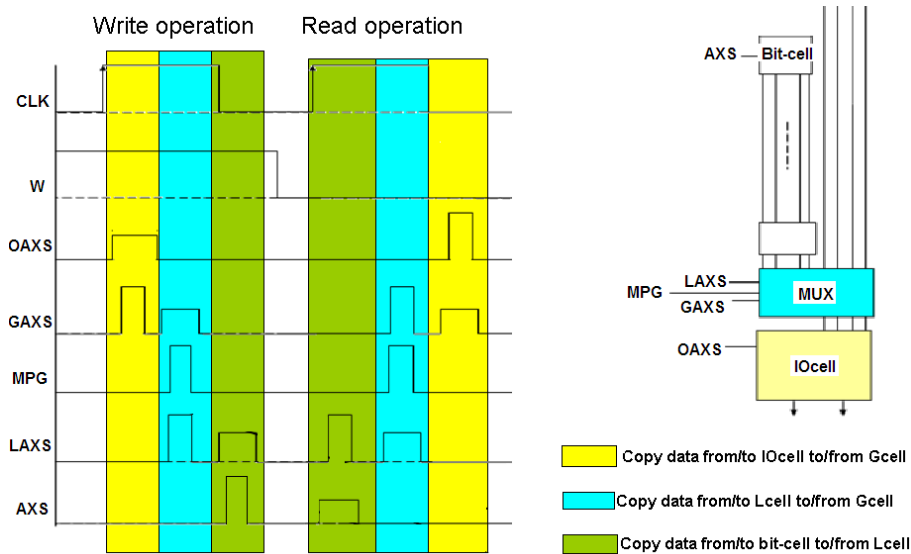 Write operation
Read operation
CLK
W
OAXS
GAXS
MPG
LAXS
AXS
AXS
Bit-cell
LAXS
MPG
GAXS
MUX
OAXS
IOcell
Copy data from/to IOcell to/from Gcell
Copy data from/to Lcell to/from Gcell
Copy data from/to bit-cell to/from Lcell